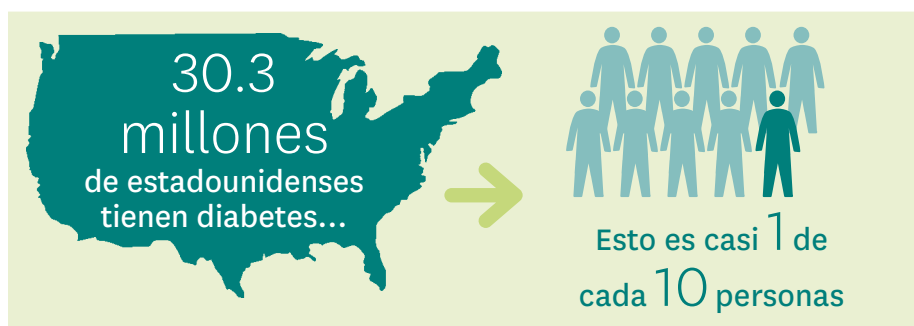 30.3
millones
de estadounidenses
tienen diabetes...
Esto es casi 1 de
cada 10 personas